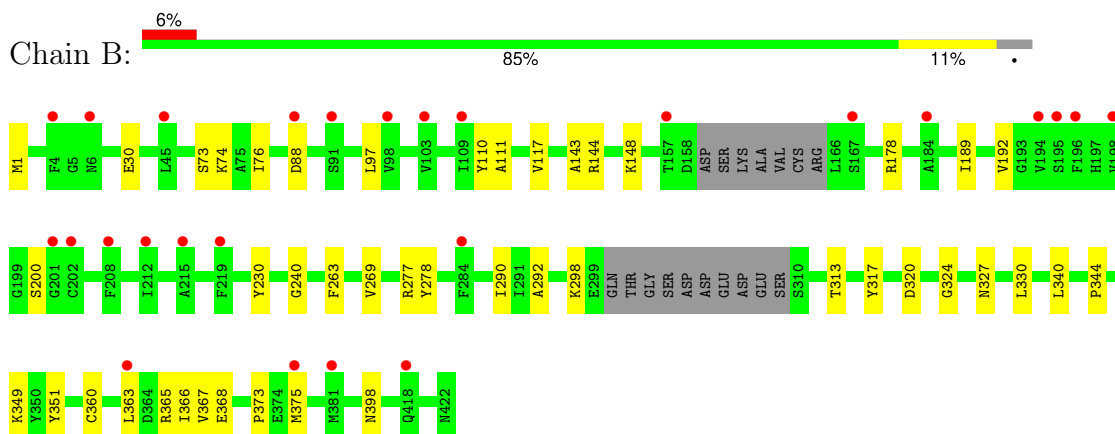 6%
Chain B:
85% 11% •
M1 F4 G5 N6 E30 L45 S73 K74 A75 I76 D88 S91 L97 V98 V103 I109 Y110 A111 V117 A143 R144 K148 T157 D158 ASP SER LYS ALA VAL CYS ARG L166 S167 R178 A184 I189 V192 G193 V194 S195 F196 H197 V198
G199 S200 G201 C202 F208 I212 A215 F219 Y230 G240 F263 V269 R277 Y278 F284 I290 I291 A292 K298 E299 GLN THR GLY SER ASP ASP GLU ASP GLU SER S310 T313 Y317 D320 G324 N327 L330 L340 P344
K349 Y350 Y351 C360 L363 D364 R365 I366 V367 E368 P373 E374 M375 M381 N398 Q418 N422